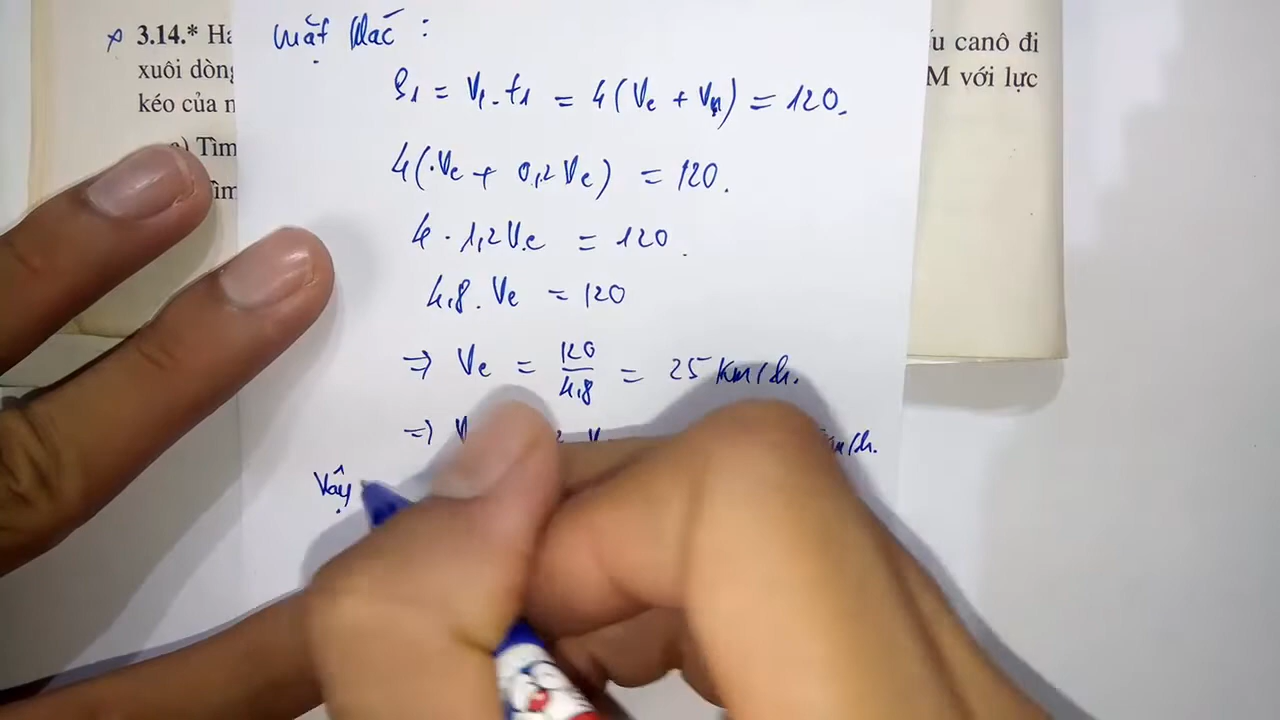 3.14.* Ha
xuôi dòng
kéo của n
Tìm
Tìm
u canô đi
M với lực
Mặt khác :
S₁ = V₁.t₁ = 4(Vc + Vn) = 120.
4(.Vc + 0,2Vc) = 120.
4 . 1,2Vc = 120.
4,8. Vc = 120
=> Vc = 120/4,8 = 25 km/h.
=> V km/h.
Vậy